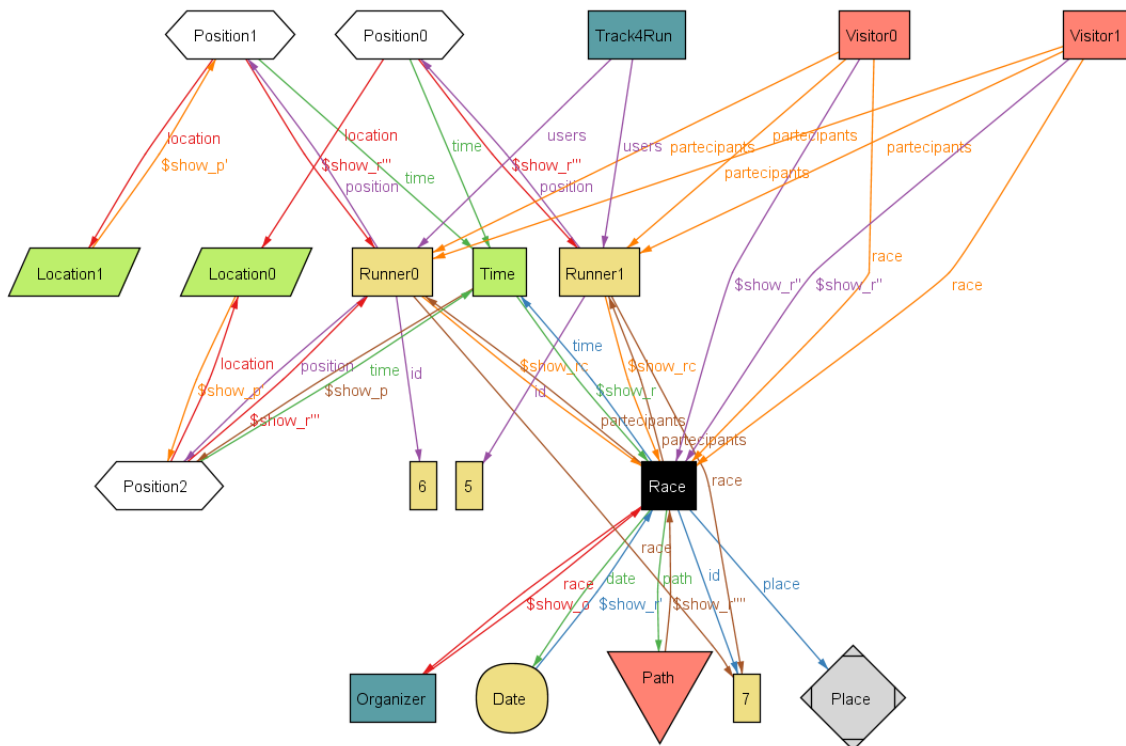 Position1
Position0
Track4Run
Visitor0
Visitor1
location
$show_p'
location
$show_r'''
position
time
time
$show_r'''
position
users
users
partecipants
partecipants
partecipants
partecipants
Location1
Location0
Runner0
Time
Runner1
race
$show_r''
$show_r''
race
location
$show_p
position
$show_r'''
time
$show_p
id
time
$show_rc
id
$show_r
$show_rc
partecipants
partecipants
race
Position2
6
5
Race
race
$show_o
date
$show_r'
race
path
$show_r''''
id
place
Organizer
Date
Path
7
Place